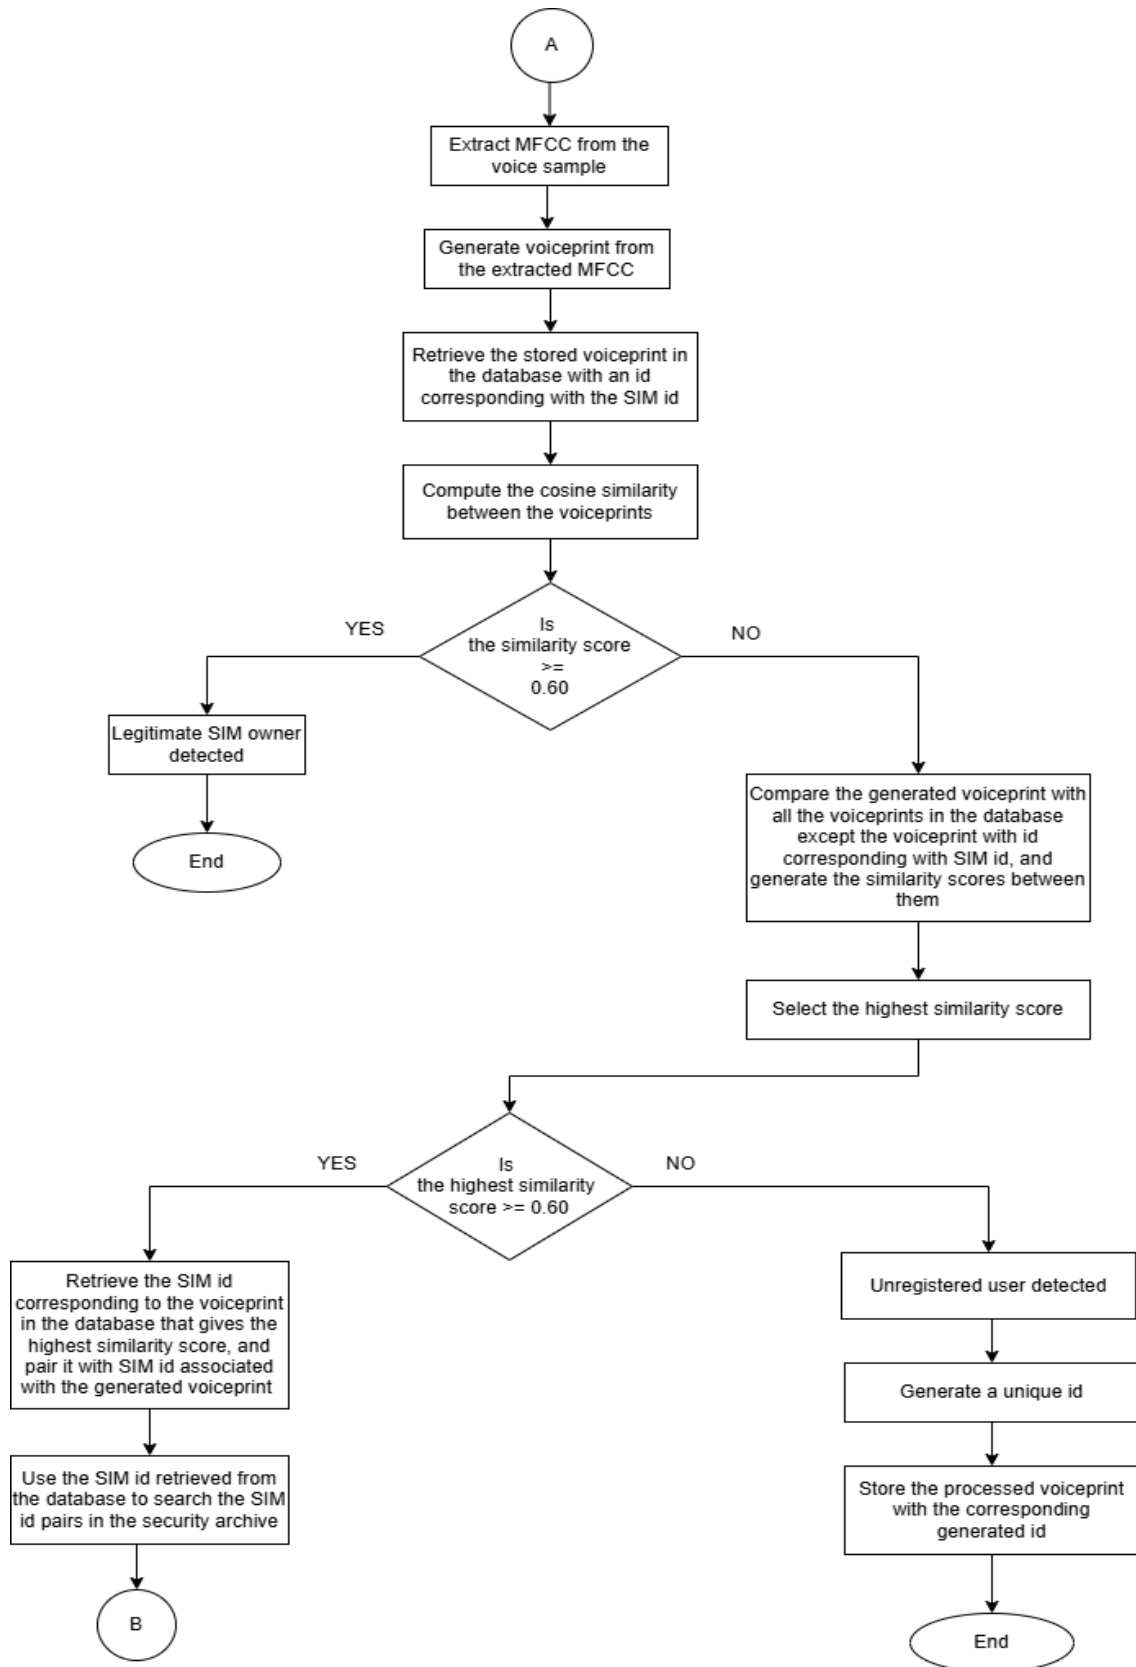 A
Extract MFCC from the
voice sample
Generate voiceprint from
the extracted MFCC
Retrieve the stored voiceprint in
the database with an id
corresponding with the SIM id
Compute the cosine similarity
between the voiceprints
Is
the similarity score
>=
0.60
YES
NO
Legitimate SIM owner
detected
End
Compare the generated voiceprint with
all the voiceprints in the database
except the voiceprint with id
corresponding with SIM id, and
generate the similarity scores between
them
Select the highest similarity score
Is
the highest similarity
score >= 0.60
YES
NO
Retrieve the SIM id
corresponding to the voiceprint
in the database that gives the
highest similarity score, and
pair it with SIM id associated
with the generated voiceprint
Use the SIM id retrieved from
the database to search the SIM
id pairs in the security archive
B
Unregistered user detected
Generate a unique id
Store the processed voiceprint
with the corresponding
generated id
End